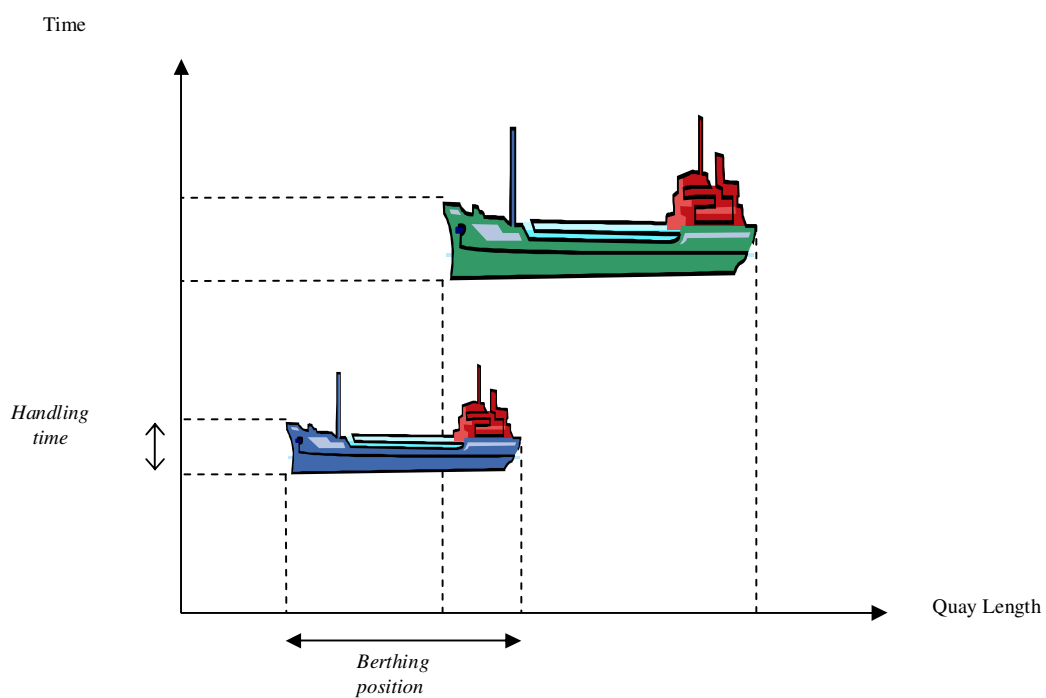 Time
Handling
time
Quay Length
Berthing
position